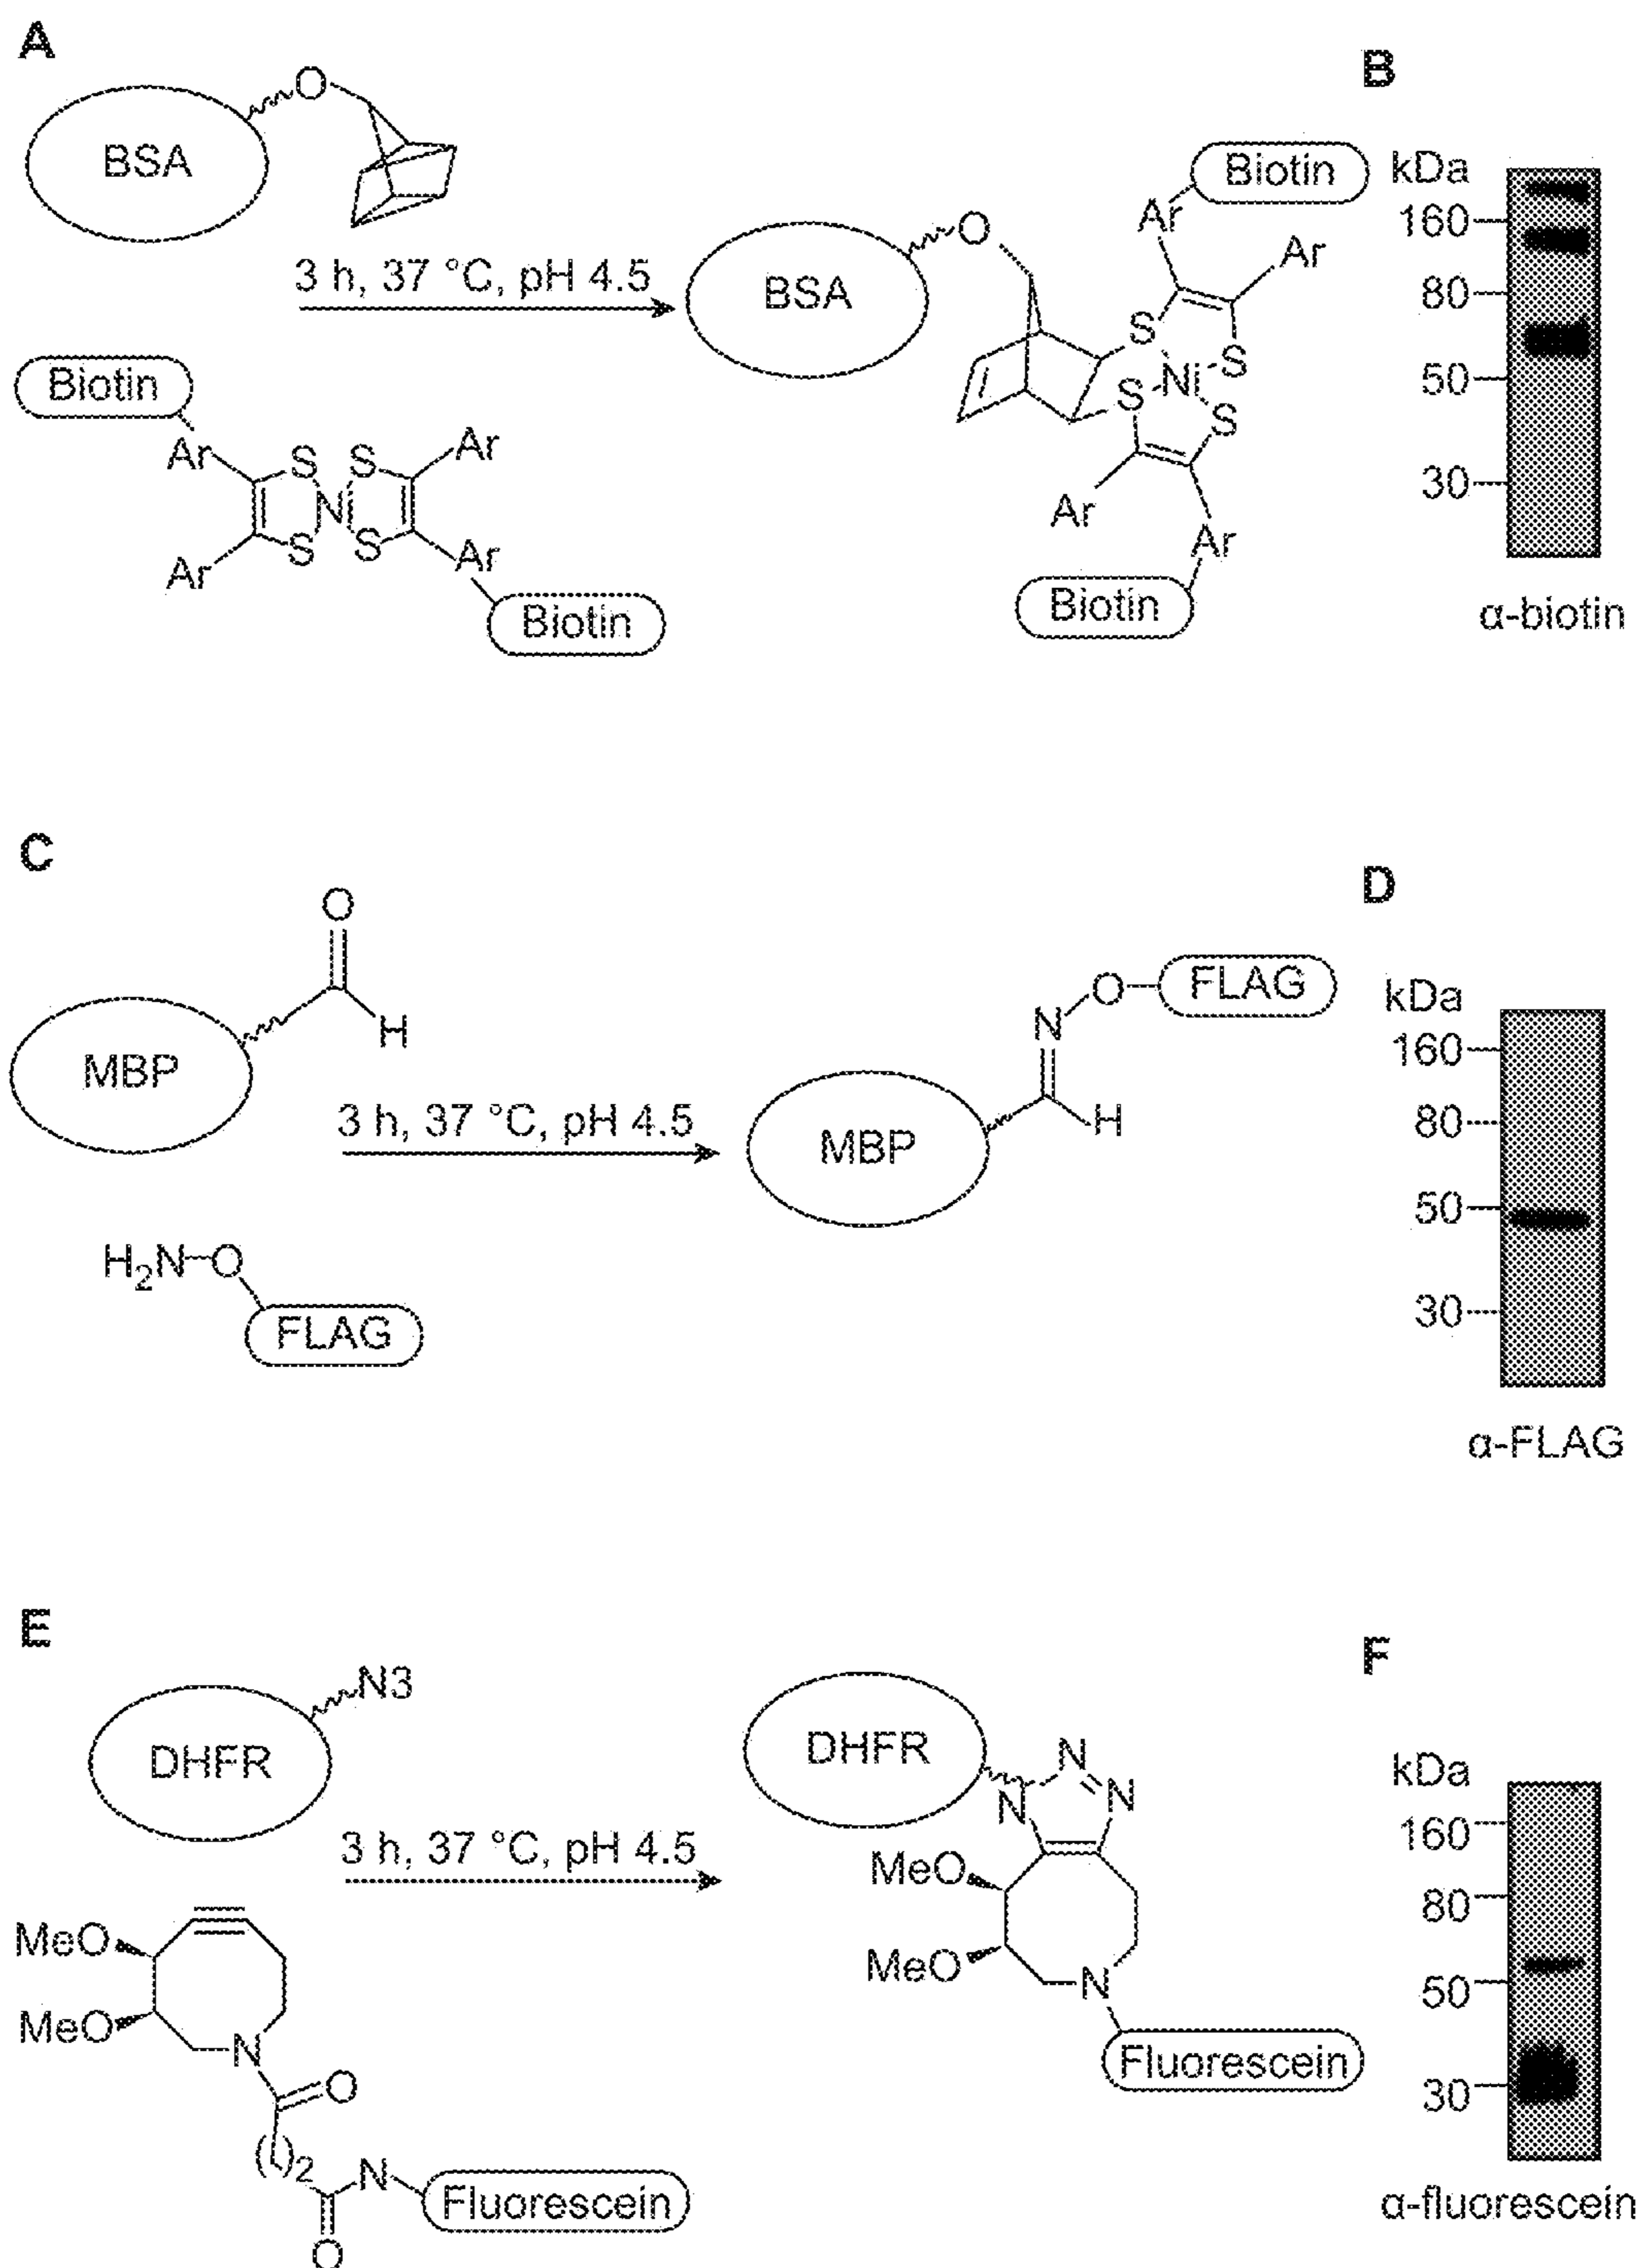 A
B
O
BSA
Biotin
kDa
Ar
160
O
Ar
3 h, 37 °C, pH 4.5
BSA
80
S
S
Biotin
Ni
50
S
S
Ar
S
S
Ar
Ni
30
Ar
S
S
Ar
Ar
Ar
Biotin
Biotin
α-biotin
C
D
O
O
FLAG
kDa
N
H
160
MBP
3 h, 37 °C, pH 4.5
H
80
MBP
50
H2N
O
30
FLAG
α-FLAG
E
F
N3
DHFR
DHFR
N
kDa
N
N
160
3 h, 37 °C, pH 4.5
MeO
80
MeO
MeO
N
50
MeO
N
Fluorescein
O
30
( )2
N
Fluorescein
α-fluorescein
O